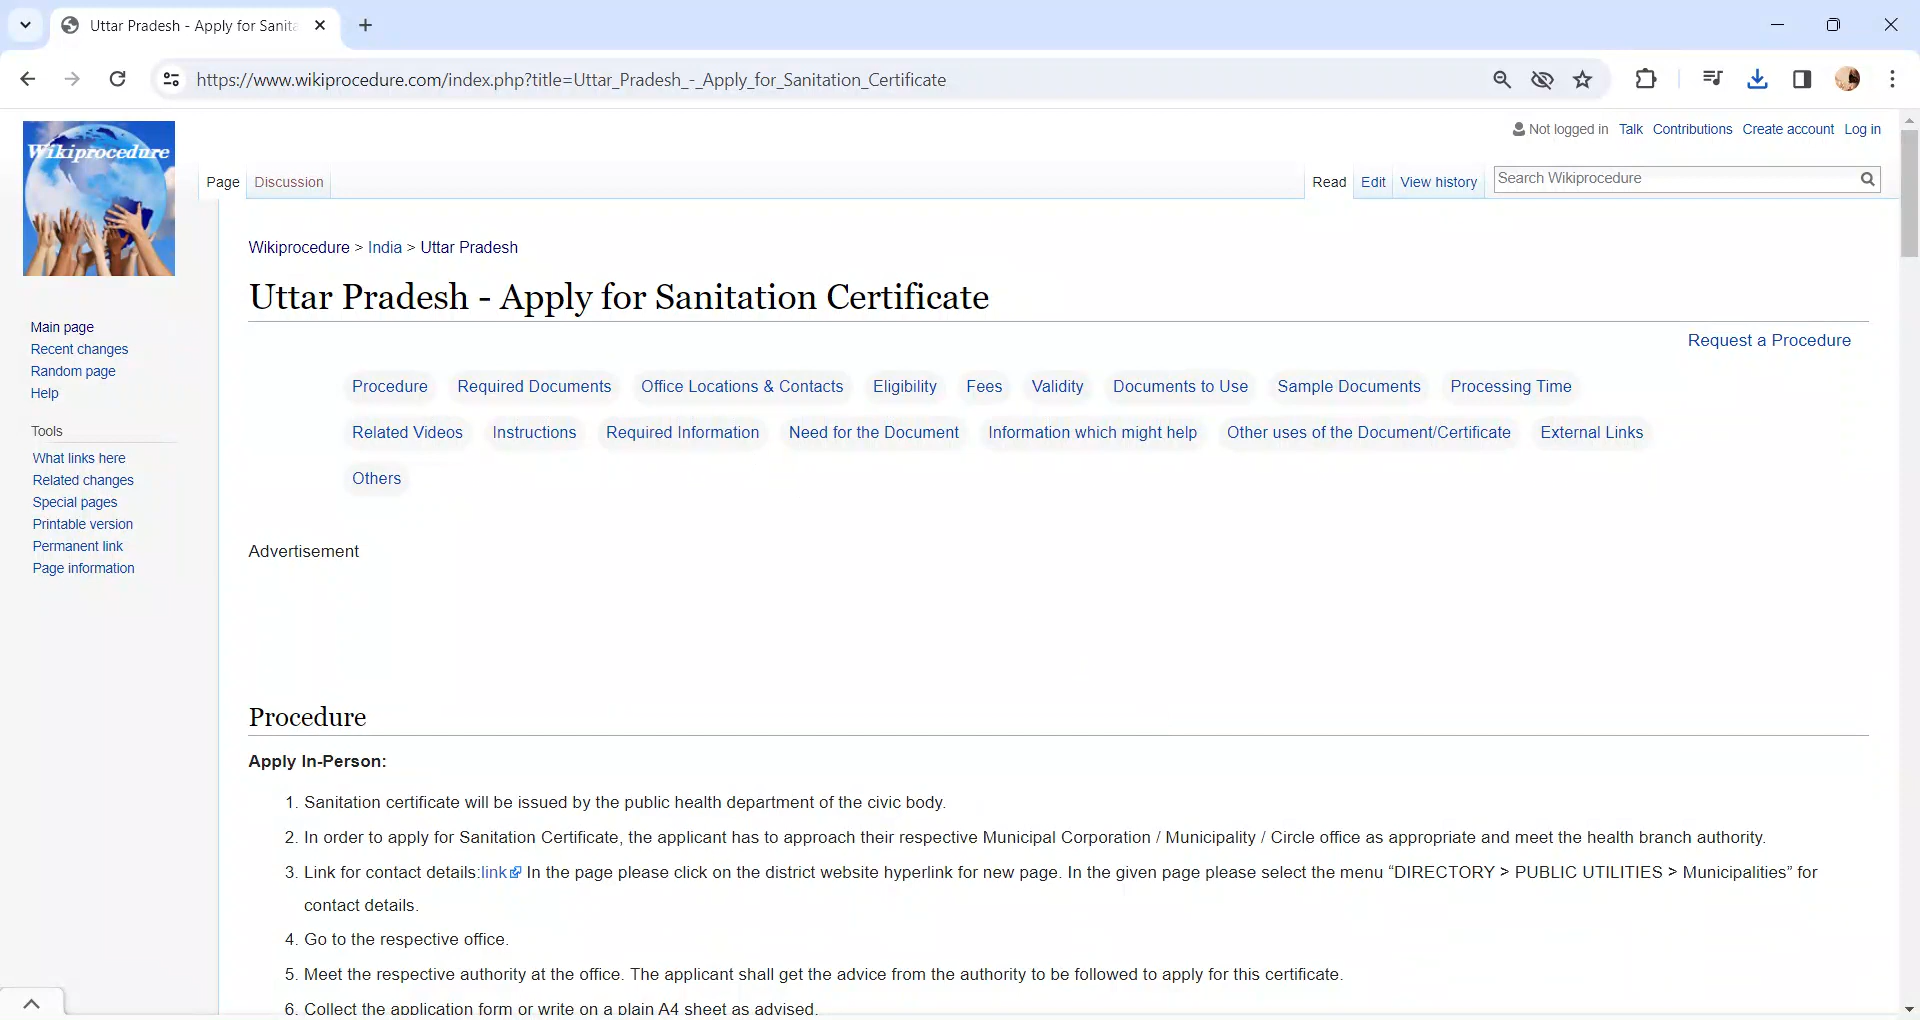 Uttar Pradesh - Apply for Sanita
https://www.wikiprocedure.com/index.php?title=Uttar_Pradesh_-_Apply_for_Sanitation_Certificate
Wikiprocedure
Not logged in Talk Contributions Create account Log in
Page Discussion Read Edit View history Search Wikiprocedure
Wikiprocedure > India > Uttar Pradesh
Uttar Pradesh - Apply for Sanitation Certificate
Main page
Recent changes
Random page
Help
Tools
What links here
Related changes
Special pages
Printable version
Permanent link
Page information
Request a Procedure
Procedure Required Documents Office Locations & Contacts Eligibility Fees Validity Documents to Use Sample Documents Processing Time
Related Videos Instructions Required Information Need for the Document Information which might help Other uses of the Document/Certificate External Links
Others
Advertisement
Procedure
Apply In-Person:
1. Sanitation certificate will be issued by the public health department of the civic body.
2. In order to apply for Sanitation Certificate, the applicant has to approach their respective Municipal Corporation / Municipality / Circle office as appropriate and meet the health branch authority.
3. Link for contact details:link In the page please click on the district website hyperlink for new page. In the given page please select the menu “DIRECTORY > PUBLIC UTILITIES > Municipalities” for
contact details.
4. Go to the respective office.
5. Meet the respective authority at the office. The applicant shall get the advice from the authority to be followed to apply for this certificate.
6. Collect the application form or write on a plain A4 sheet as advised.